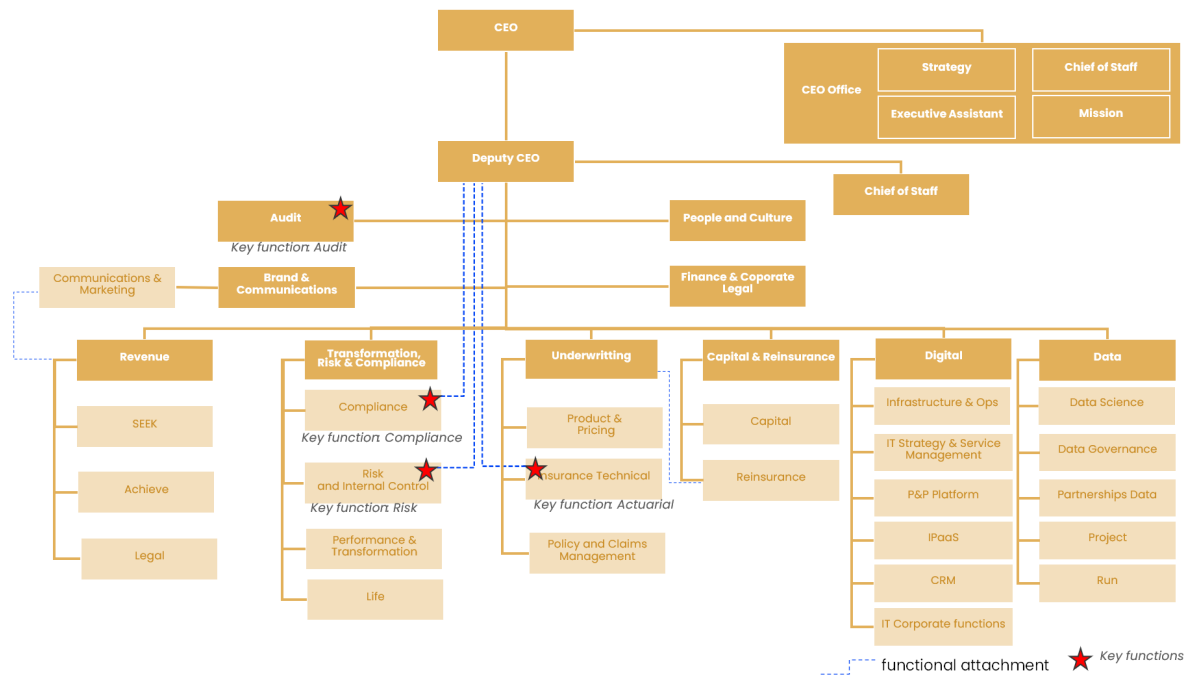 CEO
CEO Office
Strategy
Chief of Staff
Executive Assistant
Mission
Deputy CEO
Chief of Staff
Audit
Key function: Audit
People and Culture
Communications &
Marketing
Brand &
Communications
Finance & Coporate
Legal
Revenue
SEEK
Achieve
Legal
Transformation,
Risk & Compliance
Compliance
Key function: Compliance
Risk
and Internal Control
Key function: Risk
Performance &
Transformation
Life
Underwritting
Product &
Pricing
Insurance Technical
Key function: Actuarial
Policy and Claims
Management
Capital & Reinsurance
Capital
Reinsurance
Digital
Infrastructure & Ops
IT Strategy & Service
Management
P&P Platform
IPaaS
CRM
IT Corporate functions
Data
Data Science
Data Governance
Partnerships Data
Project
Run
functional attachment
Key functions